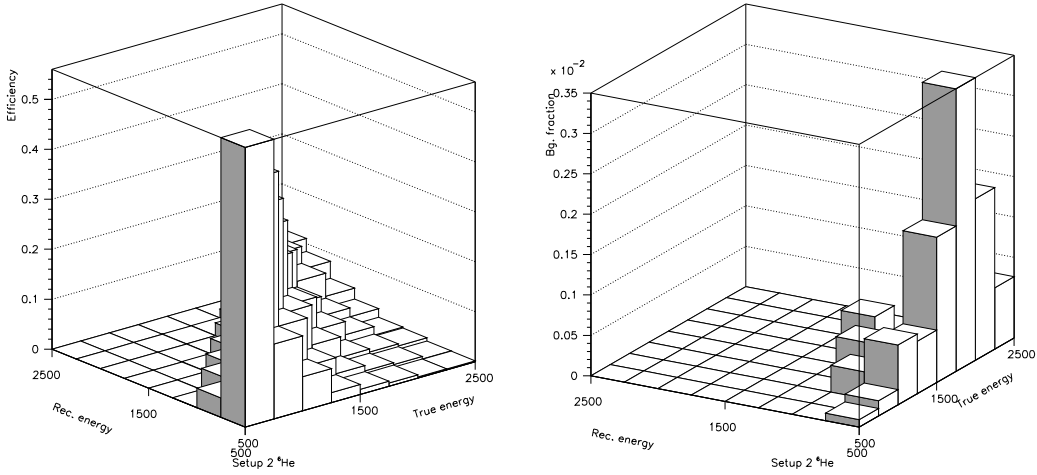 Efficiency
0.5
0.4
0.3
0.2
0.1
0
2500
1500
500
Rec. energy
500
1500
2500
True energy
Setup 2 ⁶He
x 10⁻²
Bg. fraction
0.35
0.3
0.25
0.2
0.15
0.1
0.05
0
2500
1500
500
Rec. energy
500
1500
2500
True energy
Setup 2 ⁶He